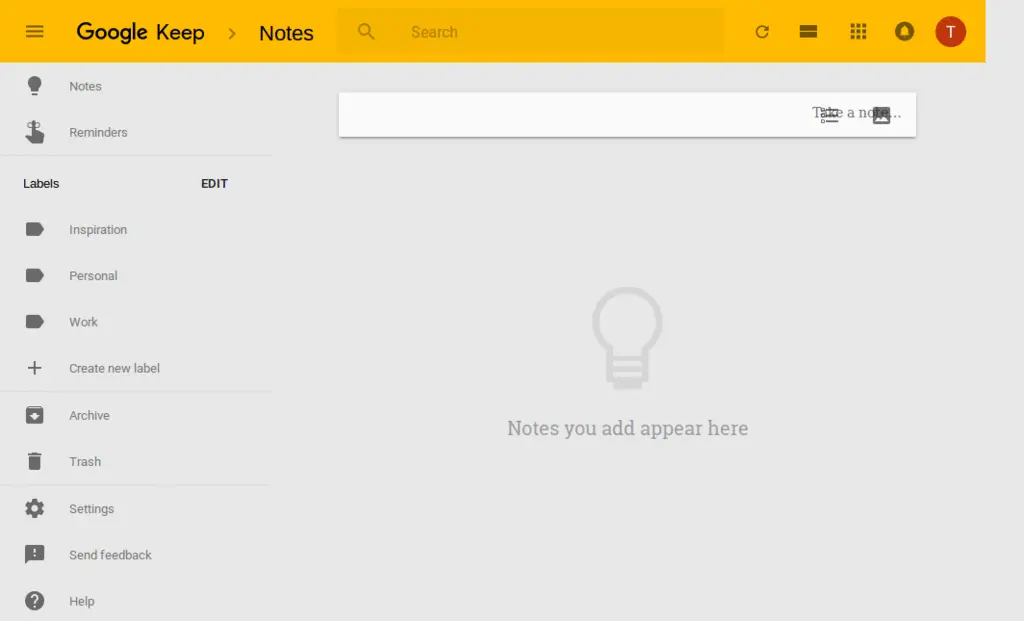 Google Keep > Notes Search T
Notes
Take a note...
Reminders
Labels EDIT
Inspiration
Personal
Work
Create new label
Archive
Notes you add appear here
Trash
Settings
Send feedback
Help